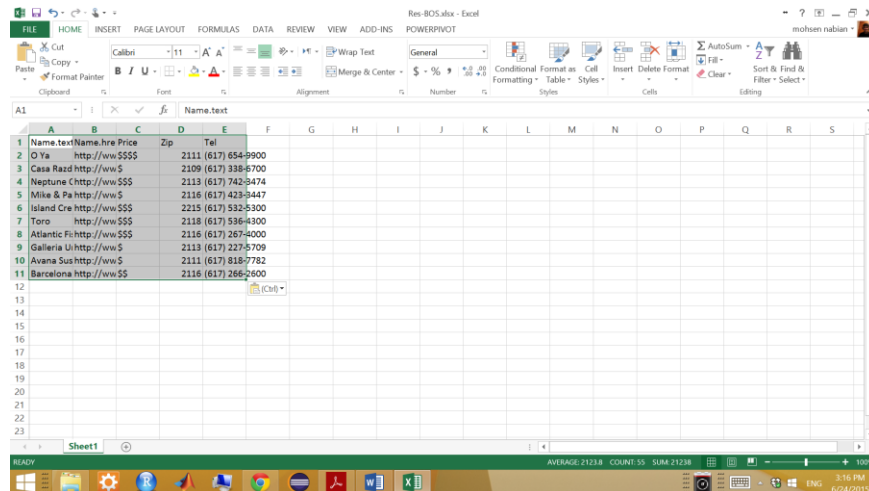 Res-BOS.xlsx - Excel
FILE HOME INSERT PAGE LAYOUT FORMULAS DATA REVIEW VIEW ADD-INS POWERPIVOT mohsen nabian
Cut
Copy
Format Painter
Paste
Calibri 11
Wrap Text
Merge & Center
General
Conditional Formatting
Format as Table
Cell Styles
Insert Delete Format
AutoSum
Fill
Clear
Sort & Filter
Find & Select
Clipboard Font Alignment Number Styles Cells Editing
A1 fx Name.text
A B C D E F G H I J K L M N O P Q R S
1 Name.text Name.hre Price Zip Tel
2 O Ya http://ww $$$$ 2111 (617) 654-9900
3 Casa Razd http://ww $ 2109 (617) 338-6700
4 Neptune O http://ww $$$ 2113 (617) 742-3474
5 Mike & Pa http://ww $ 2116 (617) 423-3447
6 Island Cre http://ww $$$ 2215 (617) 532-5300
7 Toro http://ww $$$ 2118 (617) 536-4300
8 Atlantic Fi http://ww $$$ 2116 (617) 267-4000
9 Galleria U http://ww $ 2113 (617) 227-5709
10 Avana Sus http://ww $ 2111 (617) 818-7782
11 Barcelona http://ww $$ 2116 (617) 266-2600
12
(Ctrl)
13
14
15
16
17
18
19
20
21
22
23
Sheet1
READY AVERAGE: 2123.8 COUNT: 55 SUM: 21238 100%
ENG 3:16 PM
6/24/2015